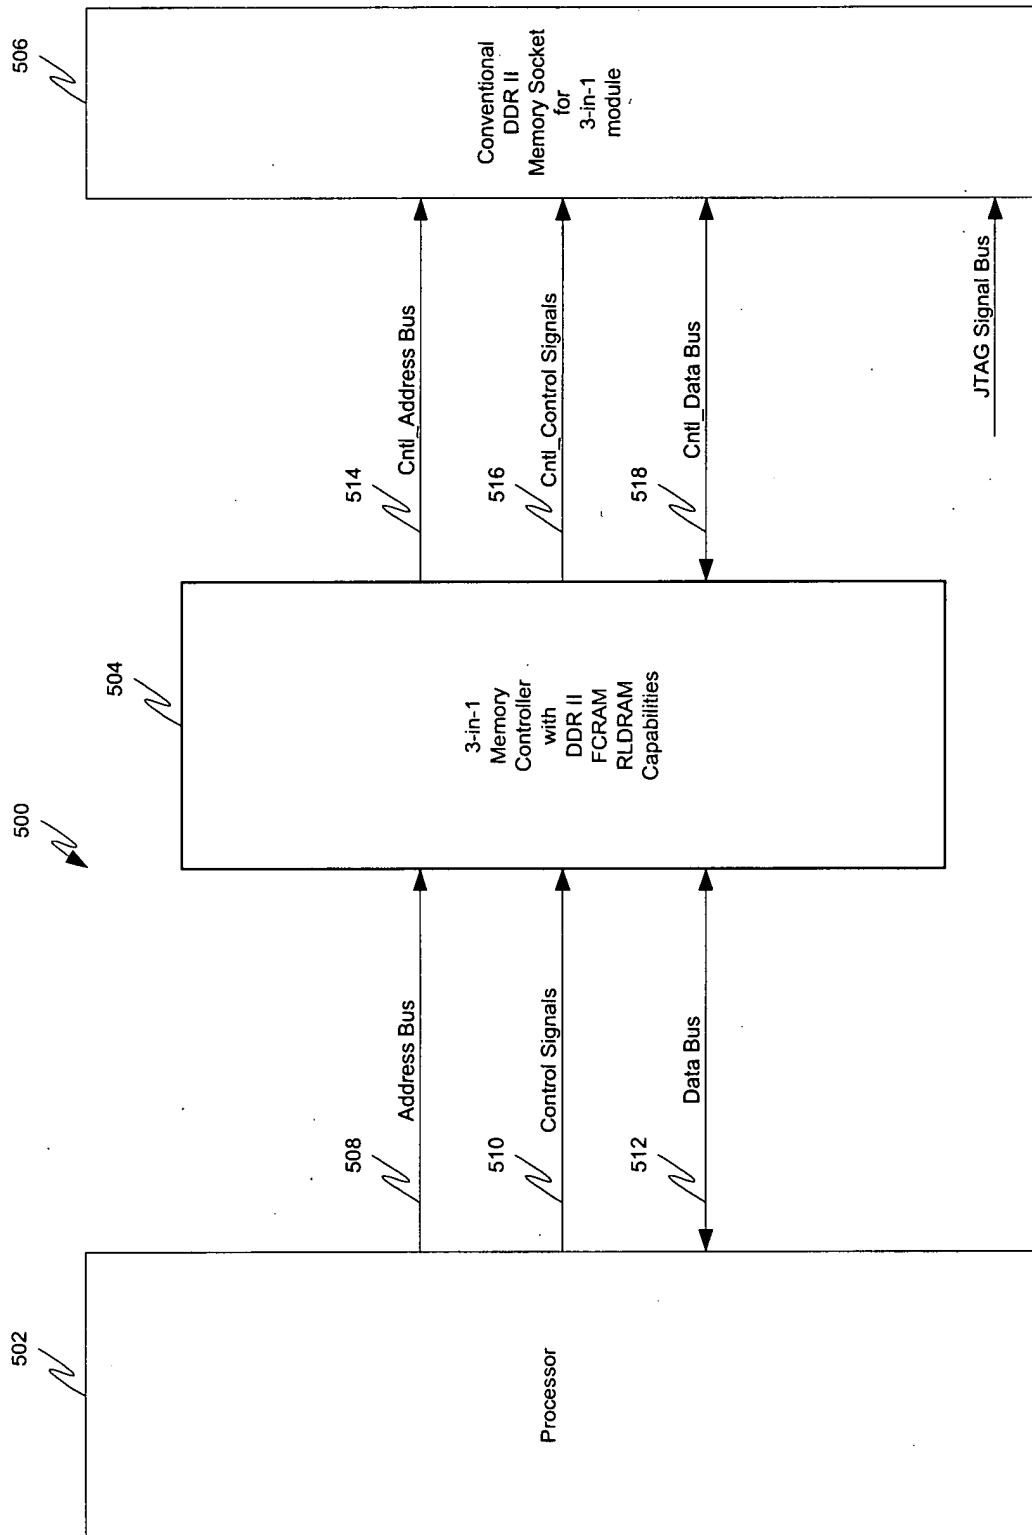 500
502
504
506
Processor
508
Address Bus
510
Control Signals
512
Data Bus
3-in-1
Memory
Controller
with
DDR II
FCRAM
RLDRAM
Capabilities
514
Cntl_Address Bus
516
Cntl_Control Signals
518
Cntl_Data Bus
JTAG Signal Bus
Conventional
DDR II
Memory Socket
for
3-in-1
module